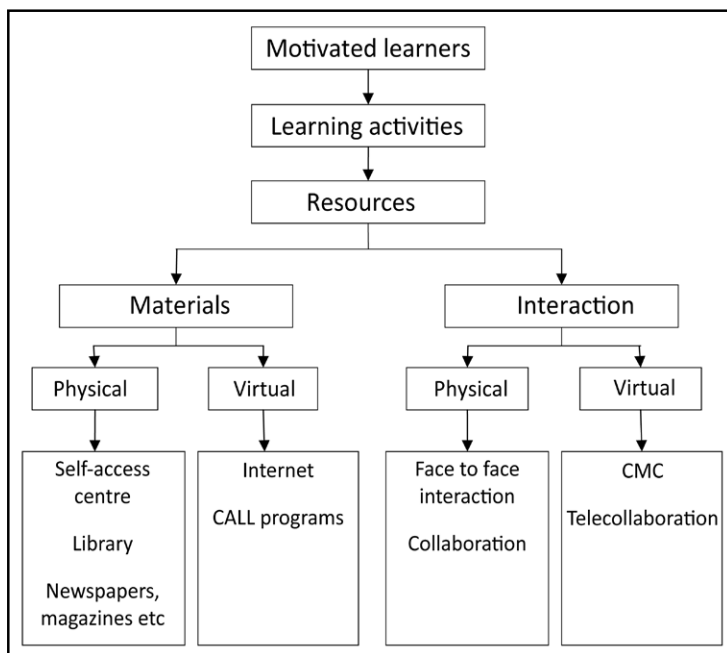 Motivated learners
Learning activities
Resources
Materials
Interaction
Physical
Virtual
Physical
Virtual
Self-access
centre
Library
Newspapers,
magazines etc
Internet
CALL programs
Face to face
interaction
Collaboration
CMC
Telecollaboration